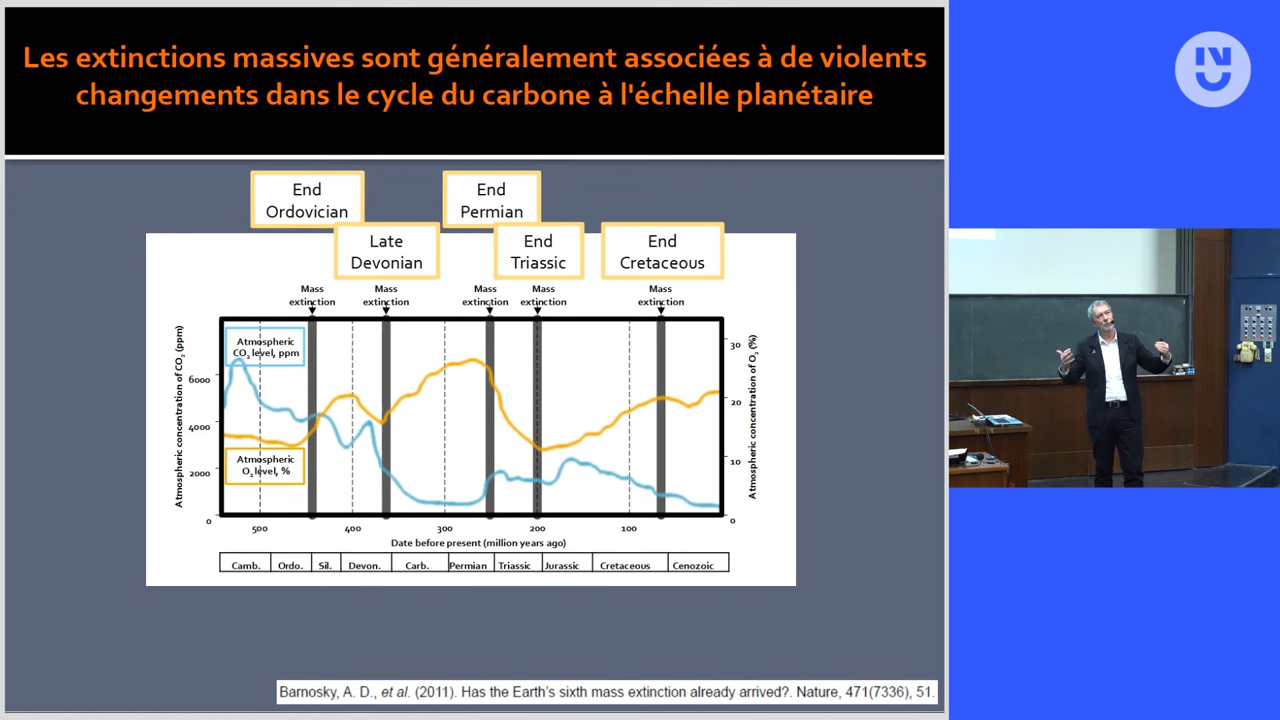 Les extinctions massives sont généralement associées à de violents
changements dans le cycle du carbone à l'échelle planétaire
End
Ordovician
End
Permian
Late
Devonian
End
Triassic
End
Cretaceous
Mass
extinction
Mass
extinction
Mass
extinction
Mass
extinction
Mass
extinction
Atmospheric concentration of CO2 (ppm)
6000
4000
2000
0
Atmospheric
CO2 level, ppm
Atmospheric
O2 level, %
30
20
10
0
Atmospheric concentration of O2 (%)
500
400
300
200
100
Date before present (million years ago)
Camb.
Ordo.
Sil.
Devon.
Carb.
Permian
Triassic
Jurassic
Cretaceous
Cenozoic
Barnosky, A. D., et al. (2011). Has the Earth's sixth mass extinction already arrived?. Nature, 471(7336), 51.
NU